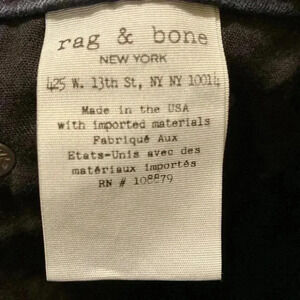 rag & bone
NEW YORK
425 W. 13th St, NY NY 10014
Made in the USA
with imported materials
Fabriqué Aux
Etats-Unis avec des
matériaux importés
RN # 108879